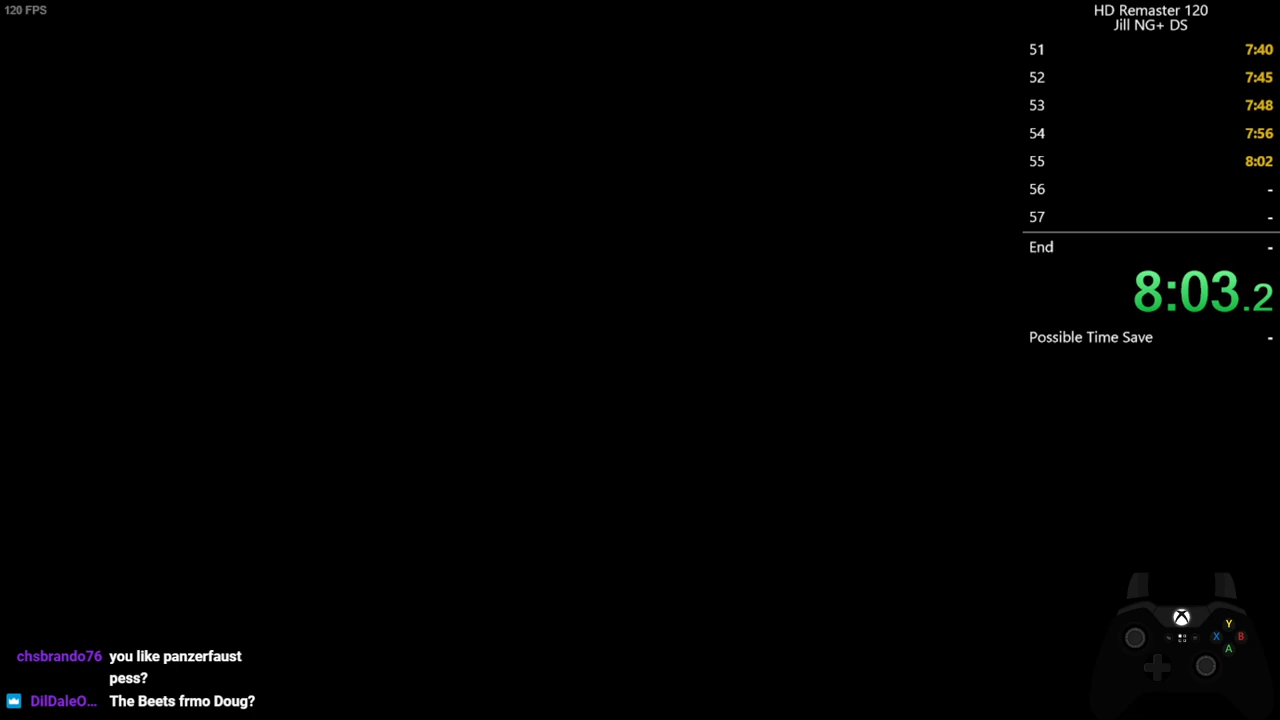 120 FPS
HD Remaster 120
Jill NG+ DS
51 7:40
52 7:45
53 7:48
54 7:56
55 8:02
56 -
57 -
End -
8:03.2
Possible Time Save -
Y
X B
A
chsbrando76 you like panzerfaust
pess?
DilDaleO... The Beets frmo Doug?